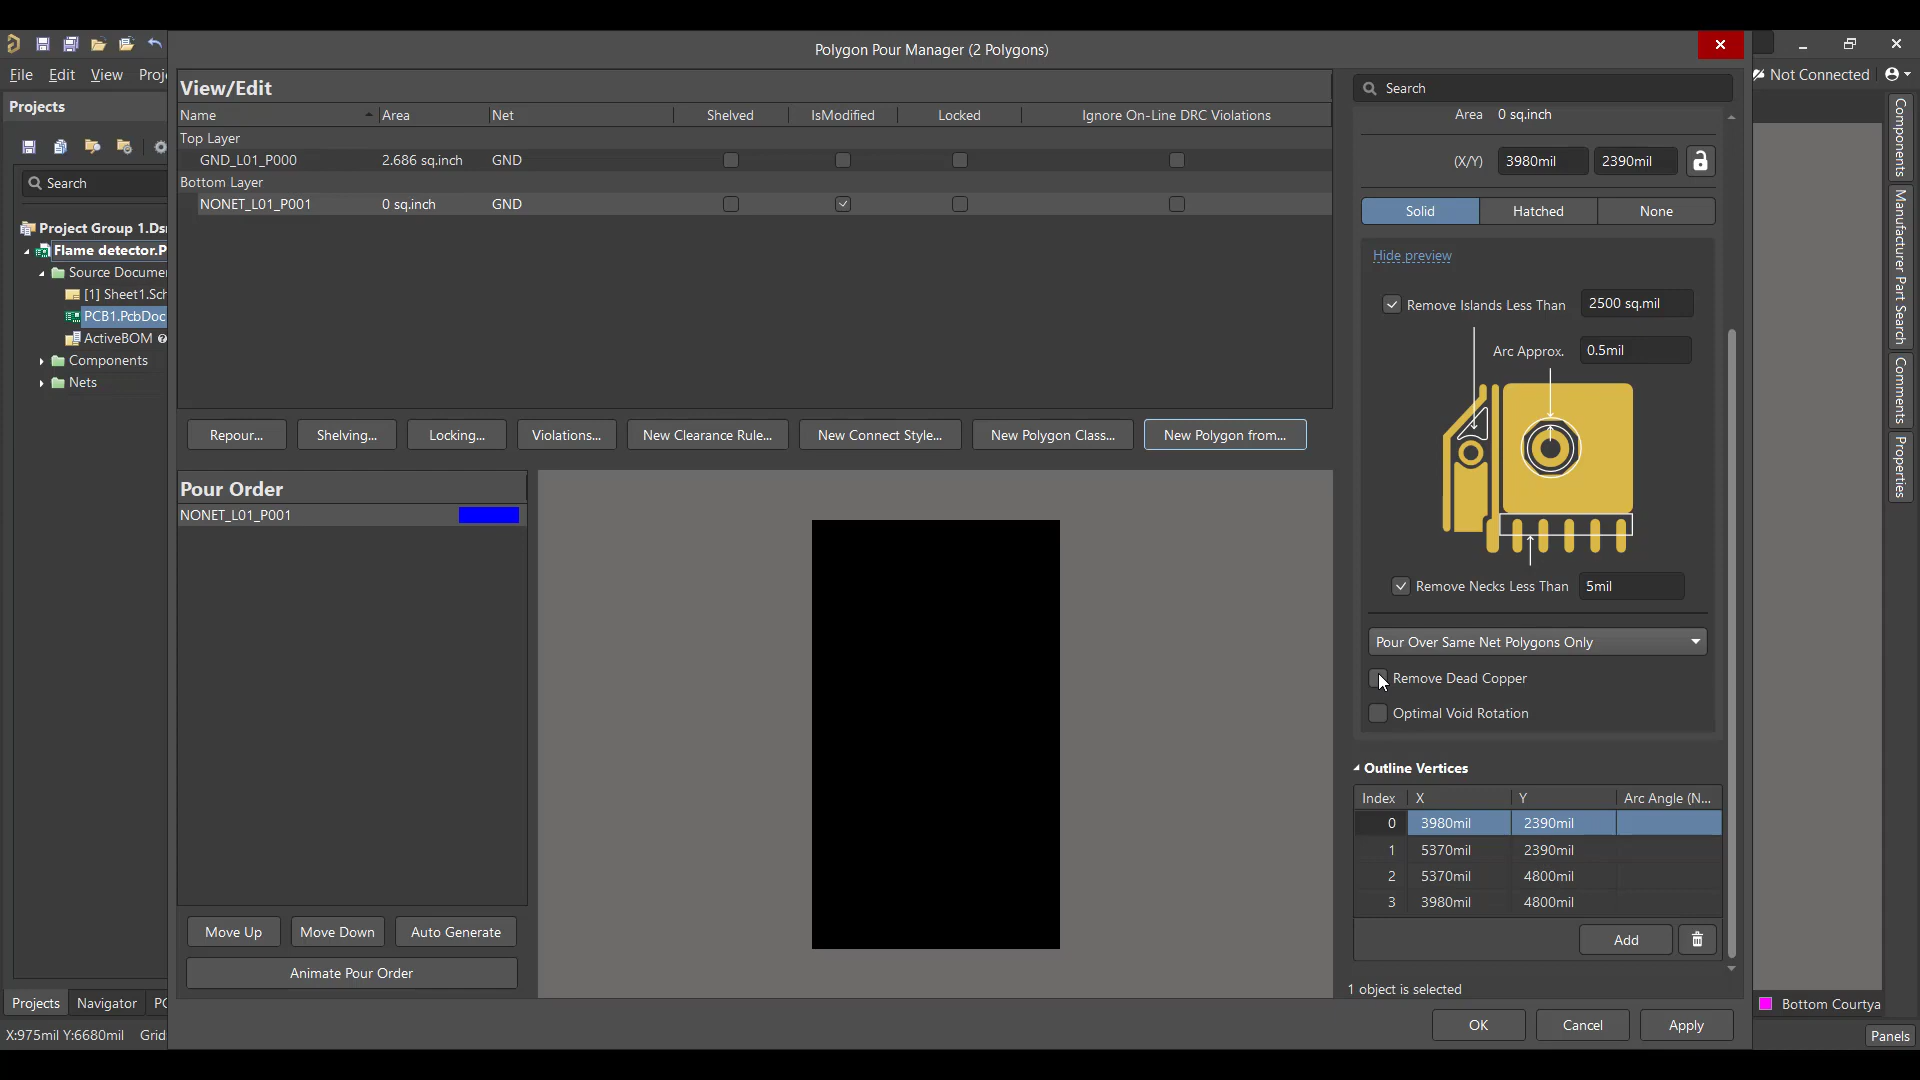 Polygon Pour Manager (2 Polygons)
File Edit View Proj
Not Connected
Projects
Search
Project Group 1.Dsn
Flame detector.P
Source Documen
[1] Sheet1.Sch
PCB1.PcbDoc
ActiveBOM
Components
Nets
Projects Navigator PC
X:975mil Y:6680mil Grid
View/Edit
Name Area Net Shelved IsModified Locked Ignore On-Line DRC Violations
Top Layer
GND_L01_P000 2.686 sq.inch GND
Bottom Layer
NONET_L01_P001 0 sq.inch GND
Repour... Shelving... Locking... Violations... New Clearance Rule... New Connect Style... New Polygon Class... New Polygon from...
Pour Order
NONET_L01_P001
Move Up Move Down Auto Generate
Animate Pour Order
Search
Area 0 sq.inch
(X/Y) 3980mil 2390mil
Solid Hatched None
Hide preview
Remove Islands Less Than 2500 sq.mil
Arc Approx. 0.5mil
Remove Necks Less Than 5mil
Pour Over Same Net Polygons Only
Remove Dead Copper
Optimal Void Rotation
Outline Vertices
Index X Y Arc Angle (N...
0 3980mil 2390mil
1 5370mil 2390mil
2 5370mil 4800mil
3 3980mil 4800mil
Add
1 object is selected
OK Cancel Apply
Components
Manufacturer Part Search
Comments
Properties
Bottom Courtya
Panels